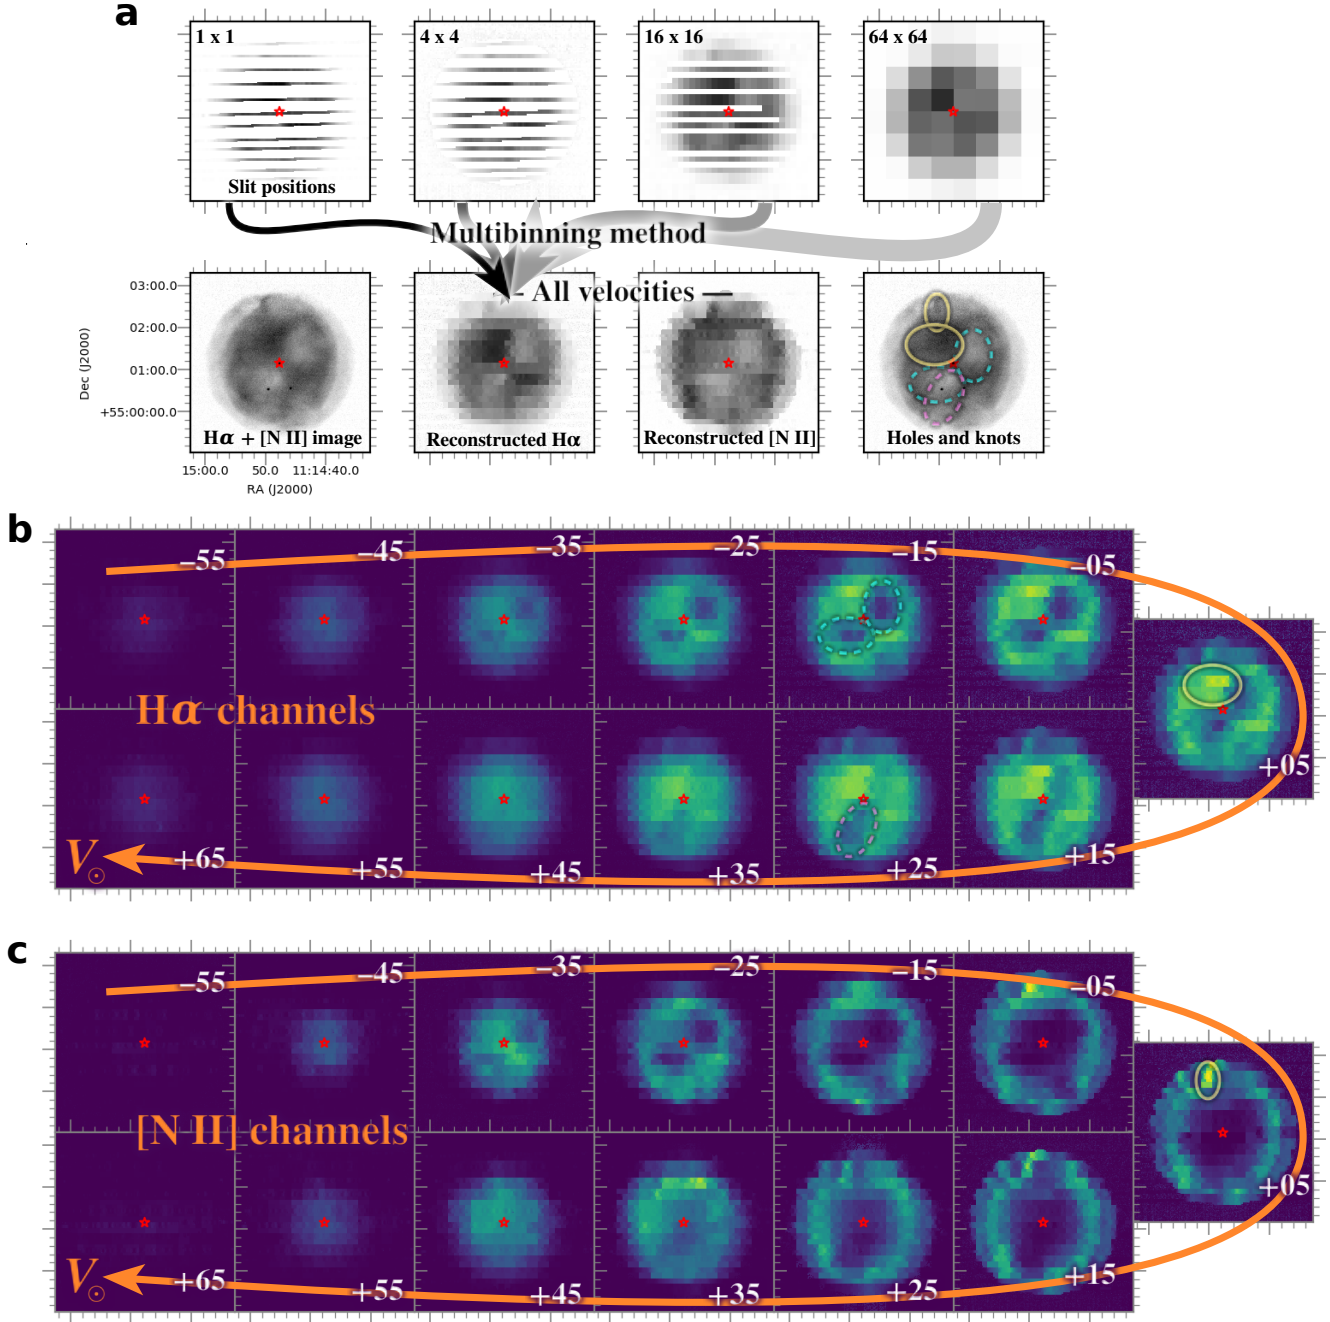 a
1 x 1
4 x 4
16 x 16
64 x 64
Slit positions
Multibinning method
— All velocities —
03:00.0
02:00.0
01:00.0
+55:00:00.0
Dec (J2000)
Hα + [N II] image
Reconstructed Hα
Reconstructed [N II]
Holes and knots
15:00.0 50.0 11:14:40.0
RA (J2000)
b
−55 −45 −35 −25 −15 −05
Hα channels
+05
V☉ +65 +55 +45 +35 +25 +15
c
−55 −45 −35 −25 −15 −05
[N II] channels
+05
V☉ +65 +55 +45 +35 +25 +15